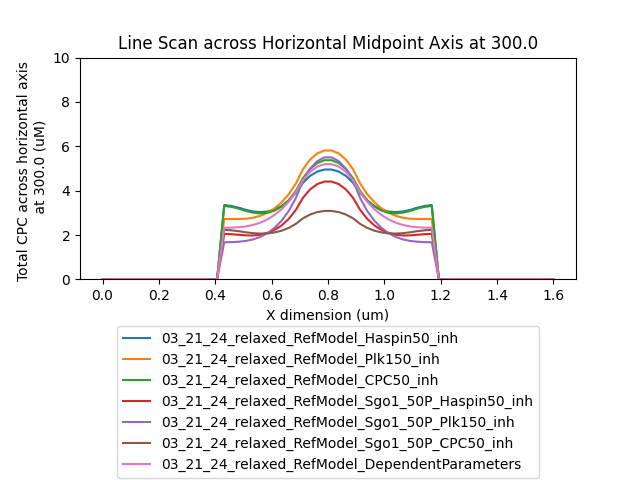 Line Scan across Horizontal Midpoint Axis at 300.0
Total CPC across horizontal axis
at 300.0 (uM)
10
8
6
4
2
0
0.0 0.2 0.4 0.6 0.8 1.0 1.2 1.4 1.6
X dimension (um)
03_21_24_relaxed_RefModel_Haspin50_inh
03_21_24_relaxed_RefModel_Plk150_inh
03_21_24_relaxed_RefModel_CPC50_inh
03_21_24_relaxed_RefModel_Sgo1_50P_Haspin50_inh
03_21_24_relaxed_RefModel_Sgo1_50P_Plk150_inh
03_21_24_relaxed_RefModel_Sgo1_50P_CPC50_inh
03_21_24_relaxed_RefModel_DependentParameters